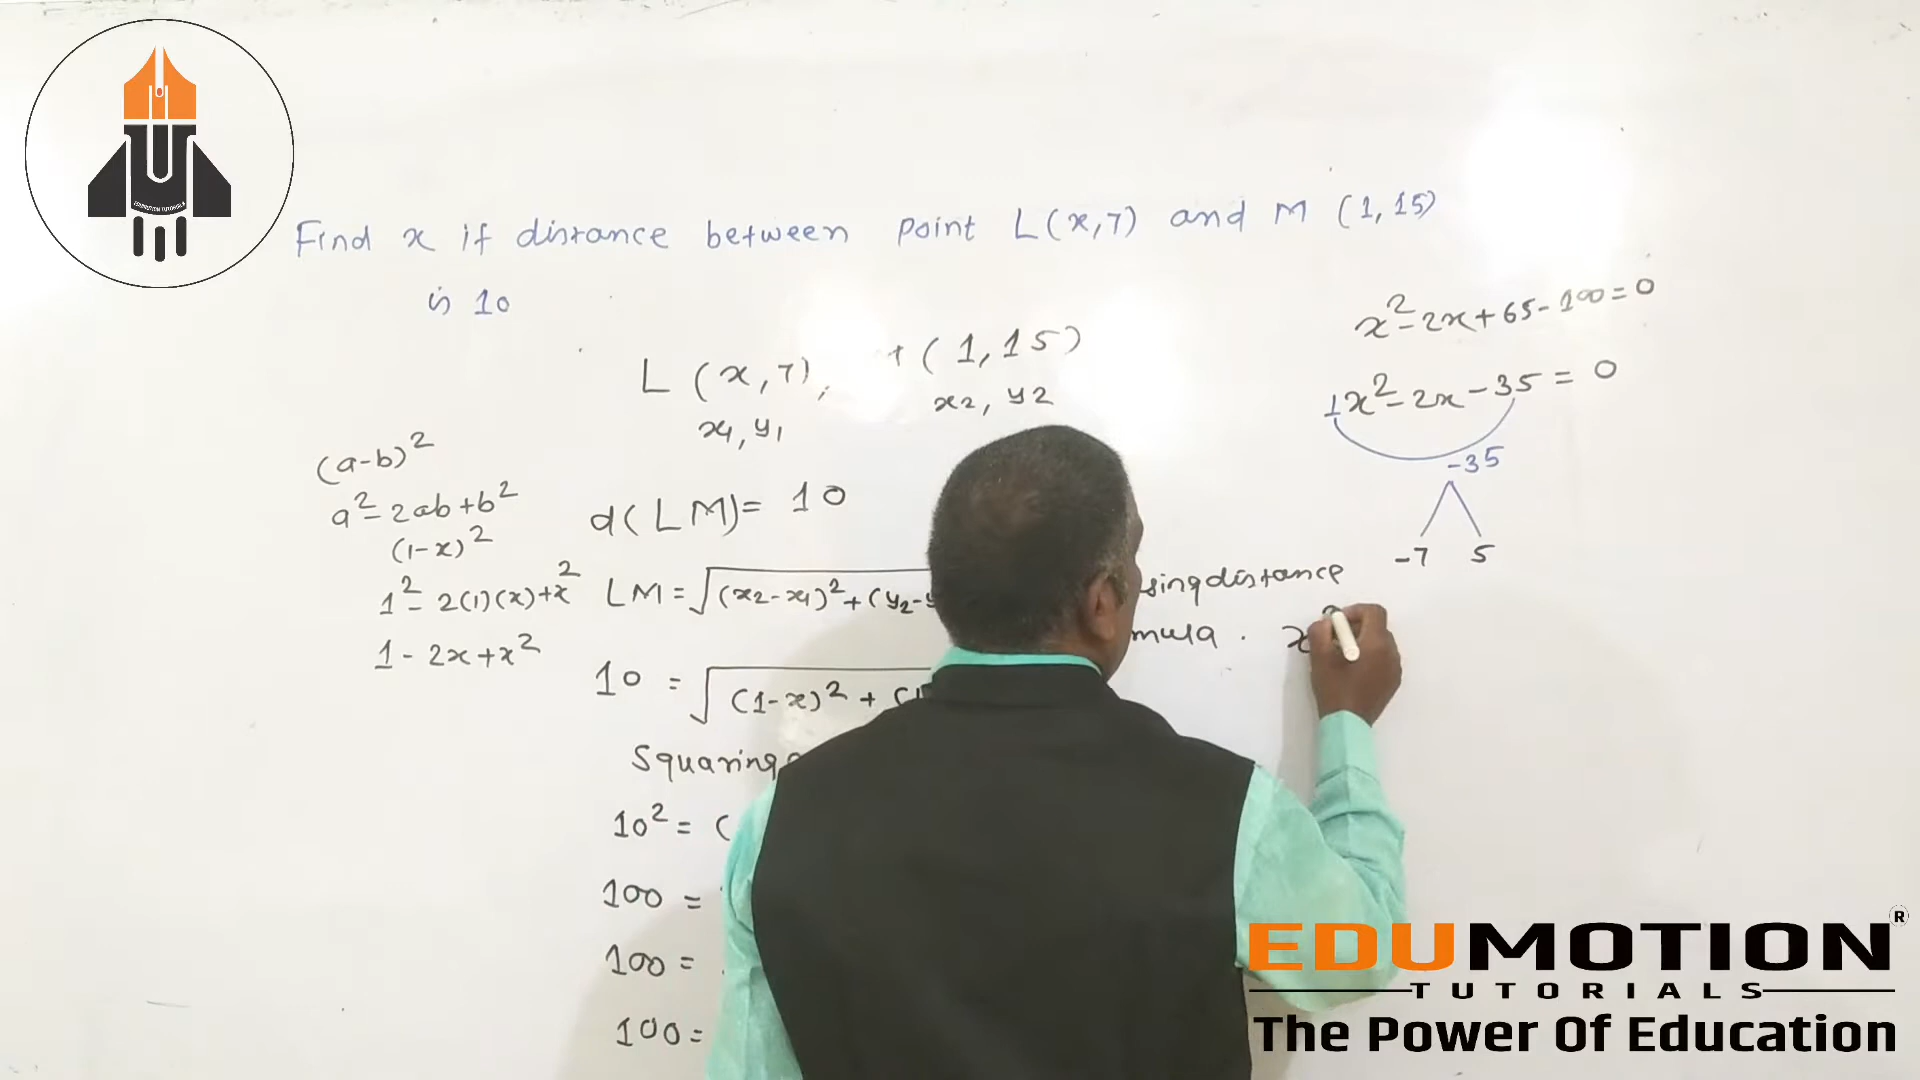 Find x if distance between point L(x,7) and M (1,15)
is 10
L (x,7), (1,15)
x1,y1 x2, y2
d(LM)= 10
(a-b)²
a²-2ab+b²
(1-x)²
1²-2(1)(x)+x²
1-2x+x²
LM=√(x2-x1)²+(y2-y
singdistance
mula.
10 = √(1-x)²+(1
Squaring
10²= (
100 =
100 =
100=
x²-2x+65-100=0
1x²-2x-35=0
-35
-7 5
x
EDUMOTION®
TUTORIALS
The Power Of Education